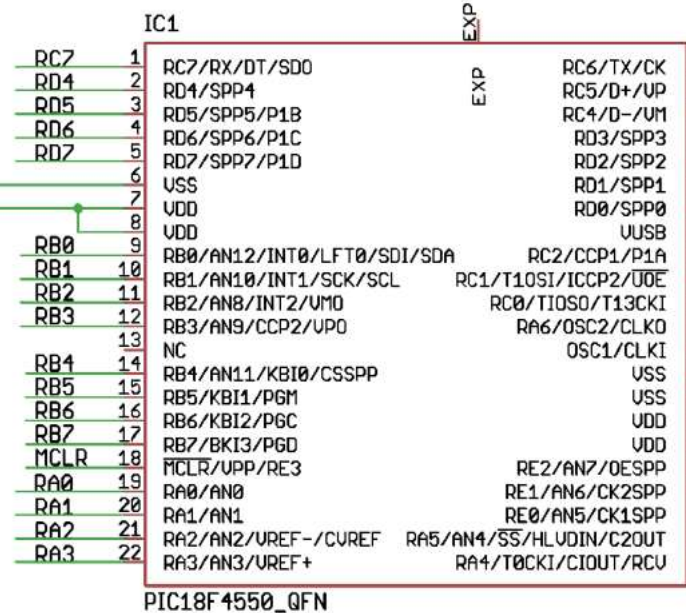 IC1
EXP
EXP
RC7 1 RC7/RX/DT/SDO RC6/TX/CK
RD4 2 RD4/SPP4 RC5/D+/VP
RD5 3 RD5/SPP5/P1B RC4/D-/VM
RD6 4 RD6/SPP6/P1C RD3/SPP3
RD7 5 RD7/SPP7/P1D RD2/SPP2
6 VSS RD1/SPP1
7 VDD RD0/SPP0
8 VDD VUSB
RB0 9 RB0/AN12/INT0/LFT0/SDI/SDA RC2/CCP1/P1A
RB1 10 RB1/AN10/INT1/SCK/SCL RC1/T1OSI/ICCP2/UOE
RB2 11 RB2/AN8/INT2/VMO RC0/TIOSO/T13CKI
RB3 12 RB3/AN9/CCP2/VPO RA6/OSC2/CLKO
13 NC OSC1/CLKI
RB4 14 RB4/AN11/KBI0/CSSPP VSS
RB5 15 RB5/KBI1/PGM VSS
RB6 16 RB6/KBI2/PGC VDD
RB7 17 RB7/BKI3/PGD VDD
MCLR 18 MCLR/VPP/RE3 RE2/AN7/OESPP
RA0 19 RA0/AN0 RE1/AN6/CK2SPP
RA1 20 RA1/AN1 RE0/AN5/CK1SPP
RA2 21 RA2/AN2/VREF-/CVREF RA5/AN4/SS/HLVDIN/C2OUT
RA3 22 RA3/AN3/VREF+ RA4/T0CKI/CIOUT/RCV
PIC18F4550_QFN